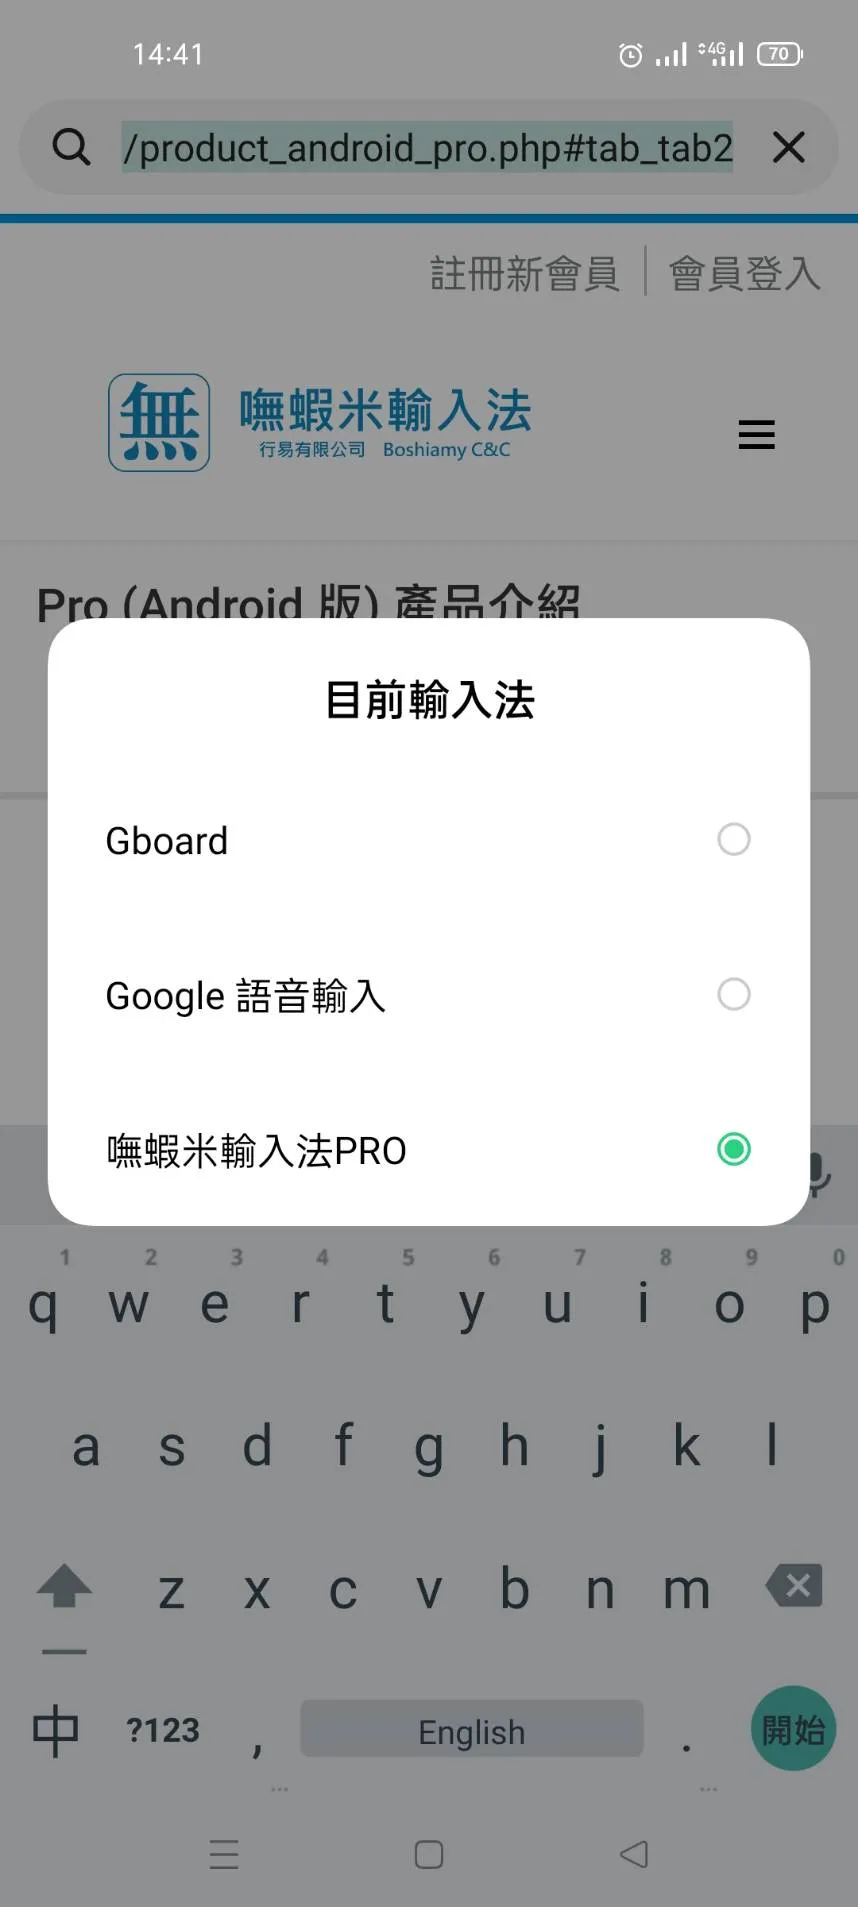 14:41
4G
70
/product_android_pro.php#tab_tab2
註冊新會員 會員登入
無
嘸蝦米輸入法
行易有限公司 Boshiamy C&C
Pro (Android 版) 產品介紹
目前輸入法
Gboard
Google 語音輸入
嘸蝦米輸入法PRO
1 2 3 4 5 6 7 8 9 0
q w e r t y u i o p
a s d f g h j k l
z x c v b n m
中 ?123 , English . 開始